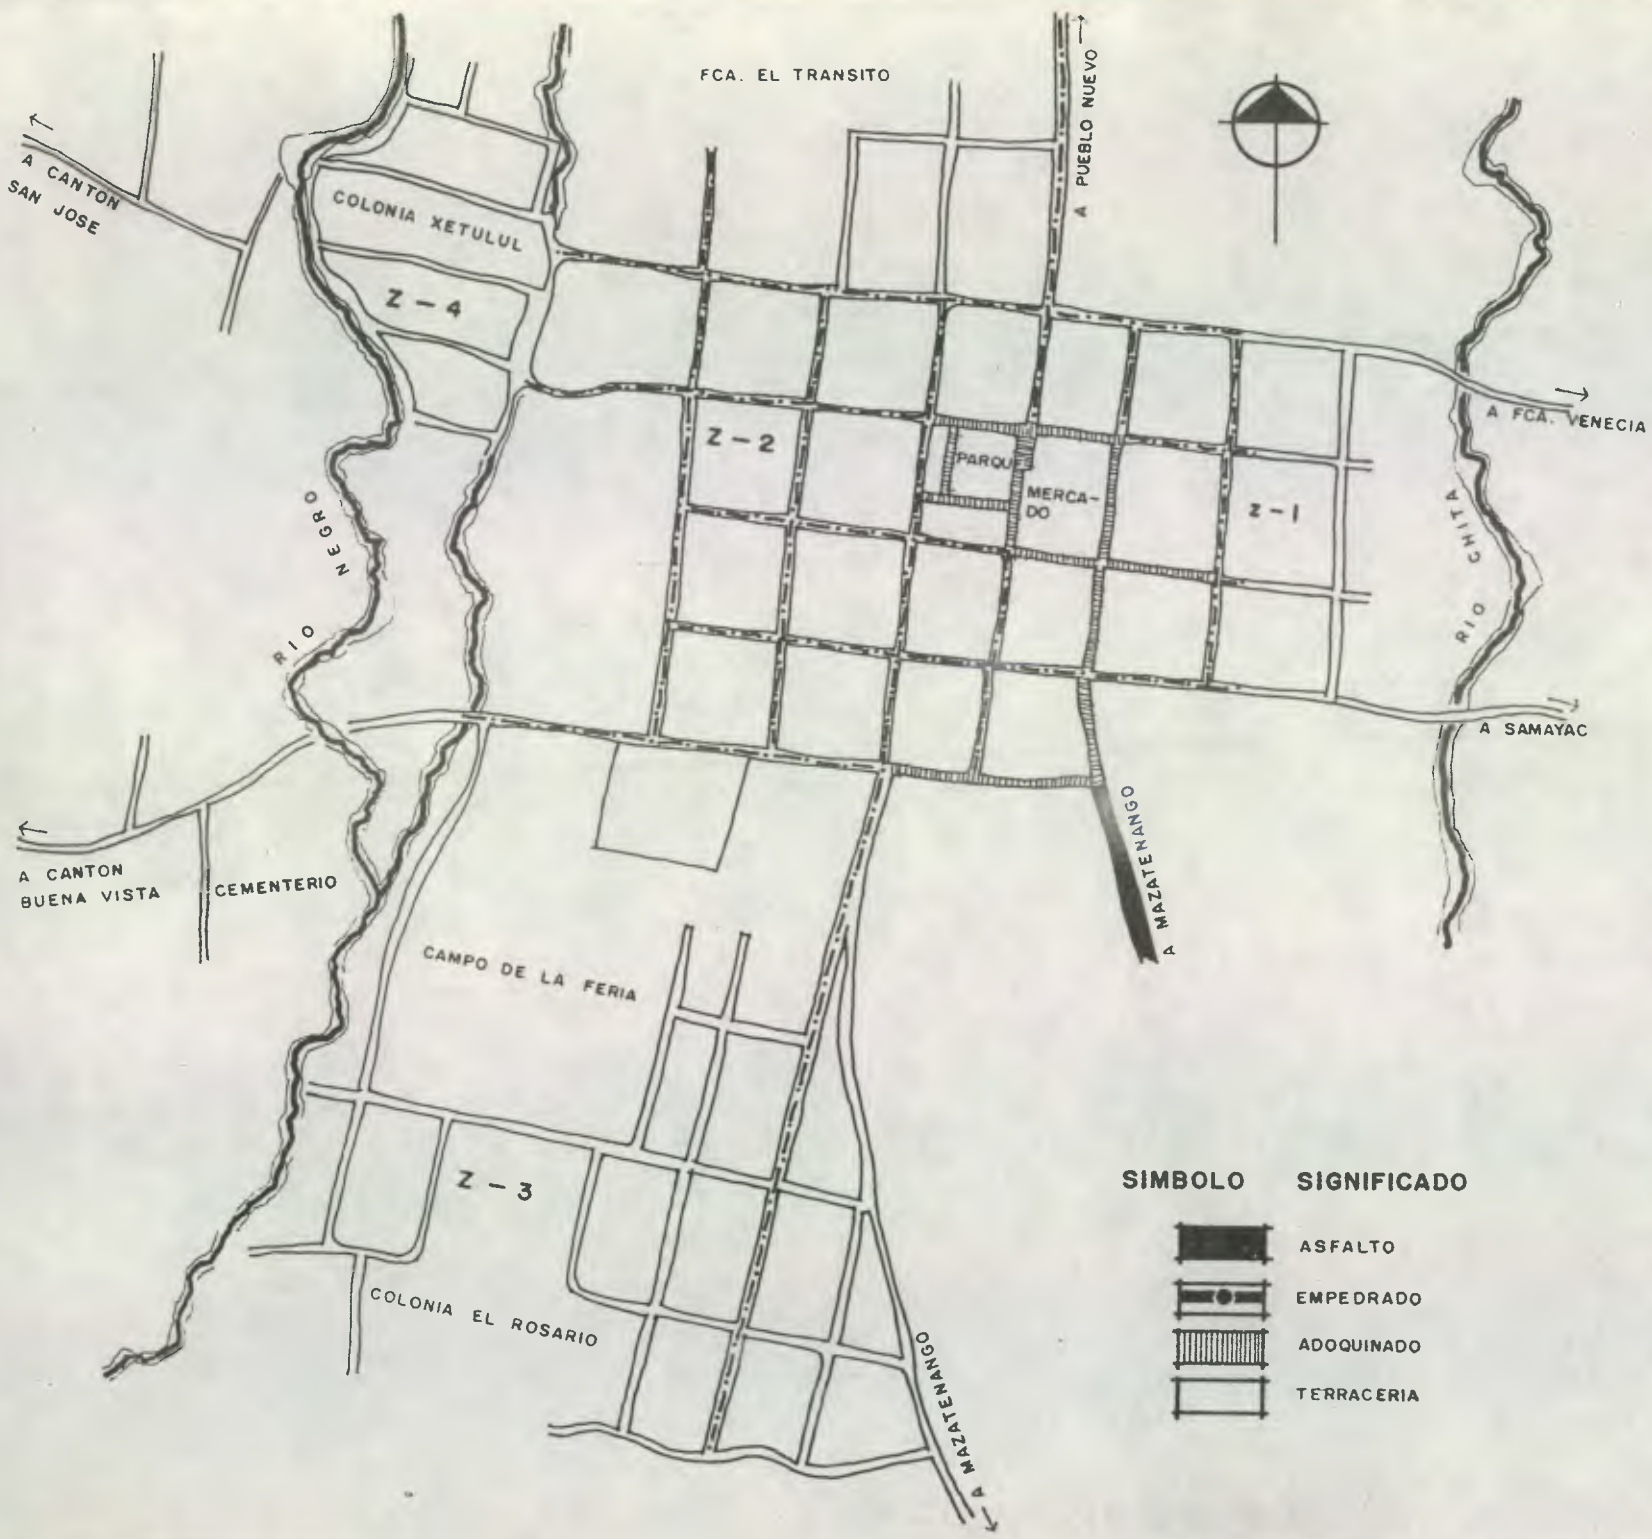 FCA. EL TRANSITO
A PUEBLO NUEVO
A CANTON
SAN JOSE
COLONIA XETULUL
Z - 4
A FCA. VENECIA
Z - 2
PARQUE
MERCA-
DO
Z - 1
RIO NEGRO
RIO CHITA
A SAMAYAC
A MAZATENANGO
A CANTON
BUENA VISTA
CEMENTERIO
CAMPO DE LA FERIA
Z - 3
COLONIA EL ROSARIO
A MAZATENANGO
SIMBOLO SIGNIFICADO
ASFALTO
EMPEDRADO
ADOQUINADO
TERRACERIA